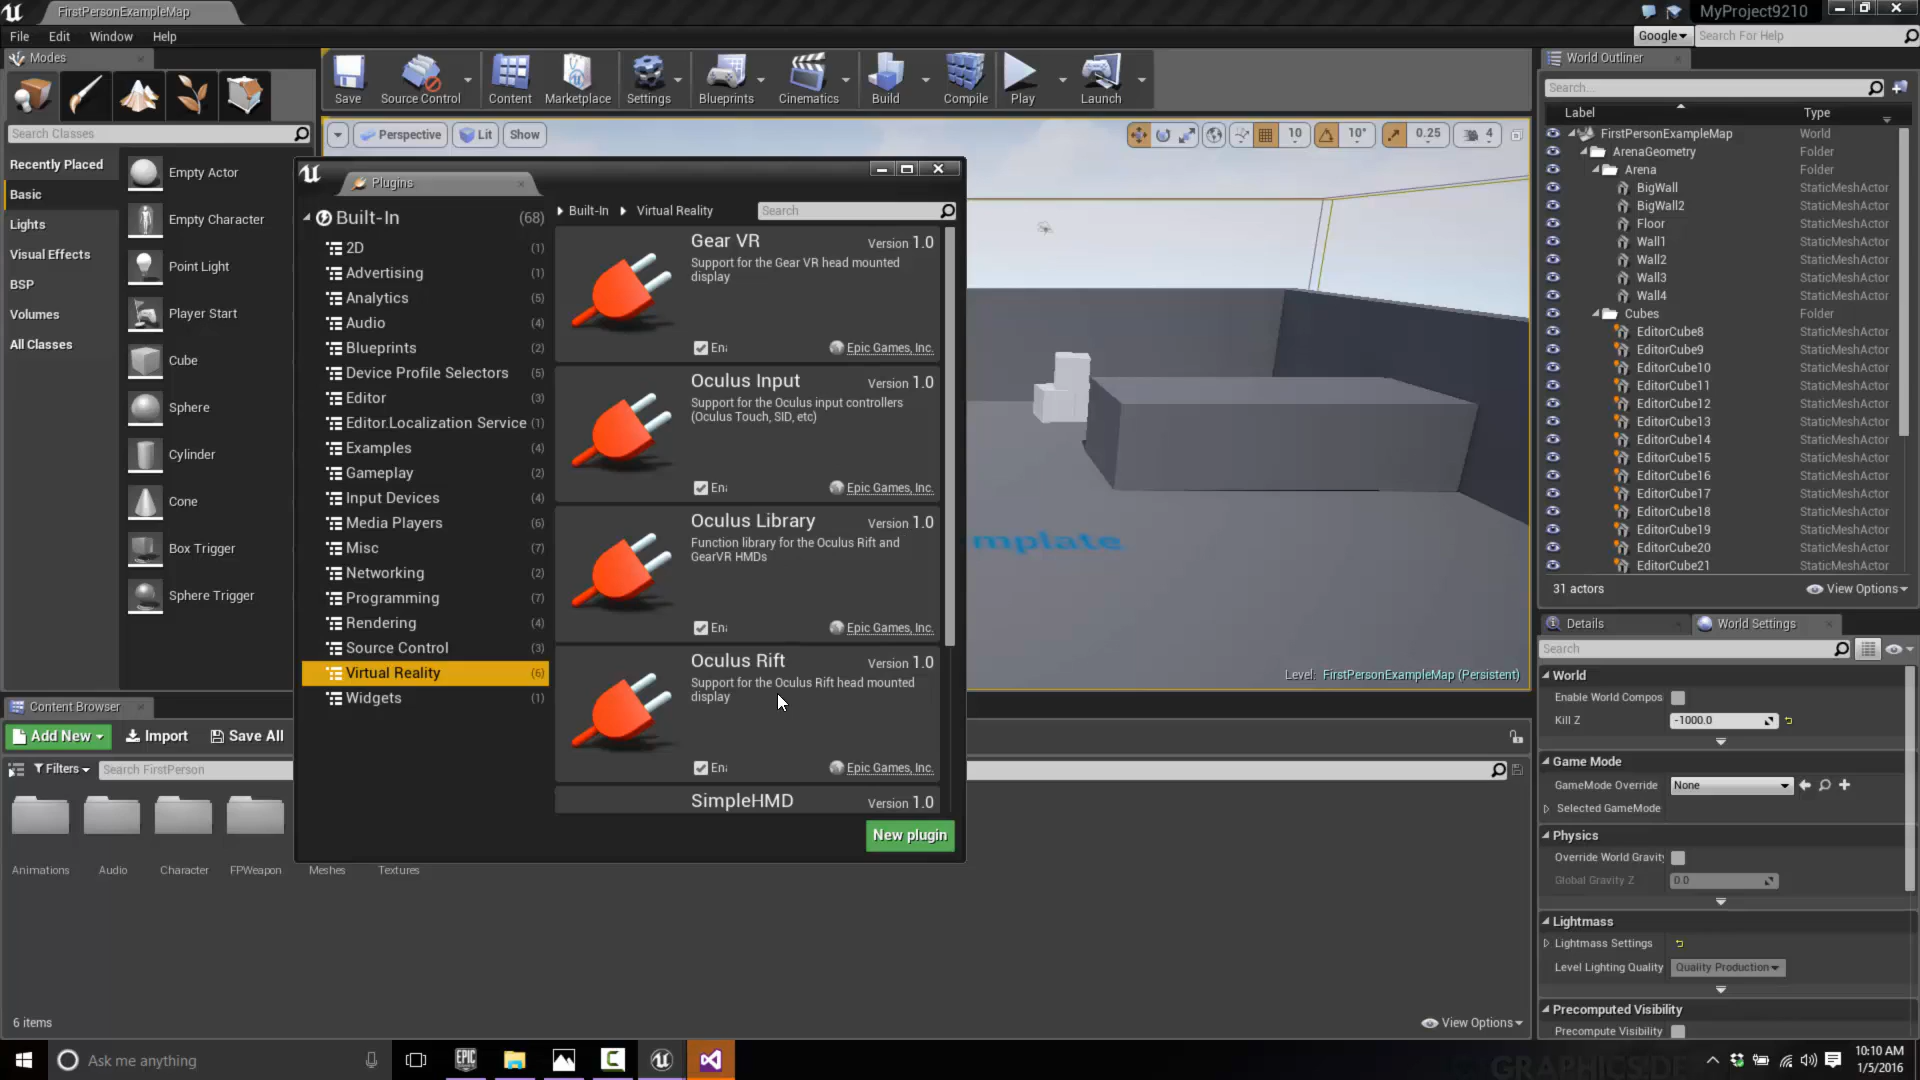 FirstPersonExampleMap
MyProject9210
File Edit Window Help
Google
Search For Help
Modes
Search Classes
Recently Placed
Basic
Lights
Visual Effects
BSP
Volumes
All Classes
Empty Actor
Empty Character
Point Light
Player Start
Cube
Sphere
Cylinder
Cone
Box Trigger
Sphere Trigger
Save
Source Control
Content
Marketplace
Settings
Blueprints
Cinematics
Build
Compile
Play
Launch
Perspective
Lit
Show
10
10°
0.25
4
Plugins
Built-In (68)
2D (1)
Advertising (1)
Analytics (5)
Audio (4)
Blueprints (2)
Device Profile Selectors (5)
Editor (3)
Editor.Localization Service (1)
Examples (4)
Gameplay (2)
Input Devices (4)
Media Players (6)
Misc (7)
Networking (2)
Programming (7)
Rendering (4)
Source Control (3)
Virtual Reality (6)
Widgets (1)
Built-In Virtual Reality
Search
Gear VR Version 1.0
Support for the Gear VR head mounted
display
En Epic Games, Inc.
Oculus Input Version 1.0
Support for the Oculus input controllers
(Oculus Touch, SID, etc)
En Epic Games, Inc.
Oculus Library Version 1.0
Function library for the Oculus Rift and
GearVR HMDs
En Epic Games, Inc.
Oculus Rift Version 1.0
Support for the Oculus Rift head mounted
display
En Epic Games, Inc.
SimpleHMD Version 1.0
New plugin
mplate
Level: FirstPersonExampleMap (Persistent)
World Outliner
Search...
Label Type
FirstPersonExampleMap World
ArenaGeometry Folder
Arena Folder
BigWall StaticMeshActor
BigWall2 StaticMeshActor
Floor StaticMeshActor
Wall1 StaticMeshActor
Wall2 StaticMeshActor
Wall3 StaticMeshActor
Wall4 StaticMeshActor
Cubes Folder
EditorCube8 StaticMeshActor
EditorCube9 StaticMeshActor
EditorCube10 StaticMeshActor
EditorCube11 StaticMeshActor
EditorCube12 StaticMeshActor
EditorCube13 StaticMeshActor
EditorCube14 StaticMeshActor
EditorCube15 StaticMeshActor
EditorCube16 StaticMeshActor
EditorCube17 StaticMeshActor
EditorCube18 StaticMeshActor
EditorCube19 StaticMeshActor
EditorCube20 StaticMeshActor
EditorCube21 StaticMeshActor
31 actors
View Options
Details
World Settings
Search
World
Enable World Compos
Kill Z -1000.0
Game Mode
GameMode Override None
Selected GameMode
Physics
Override World Gravity
Global Gravity Z 0.0
Lightmass
Lightmass Settings
Level Lighting Quality Quality Production
Precomputed Visibility
Precompute Visibility
Content Browser
Add New
Import
Save All
Filters
Search FirstPerson
Animations
Audio
Character
FPWeapon
Meshes
Textures
6 items
View Options
Ask me anything
EPIC
GRAPHICS.DE
10:10 AM
1/5/2016